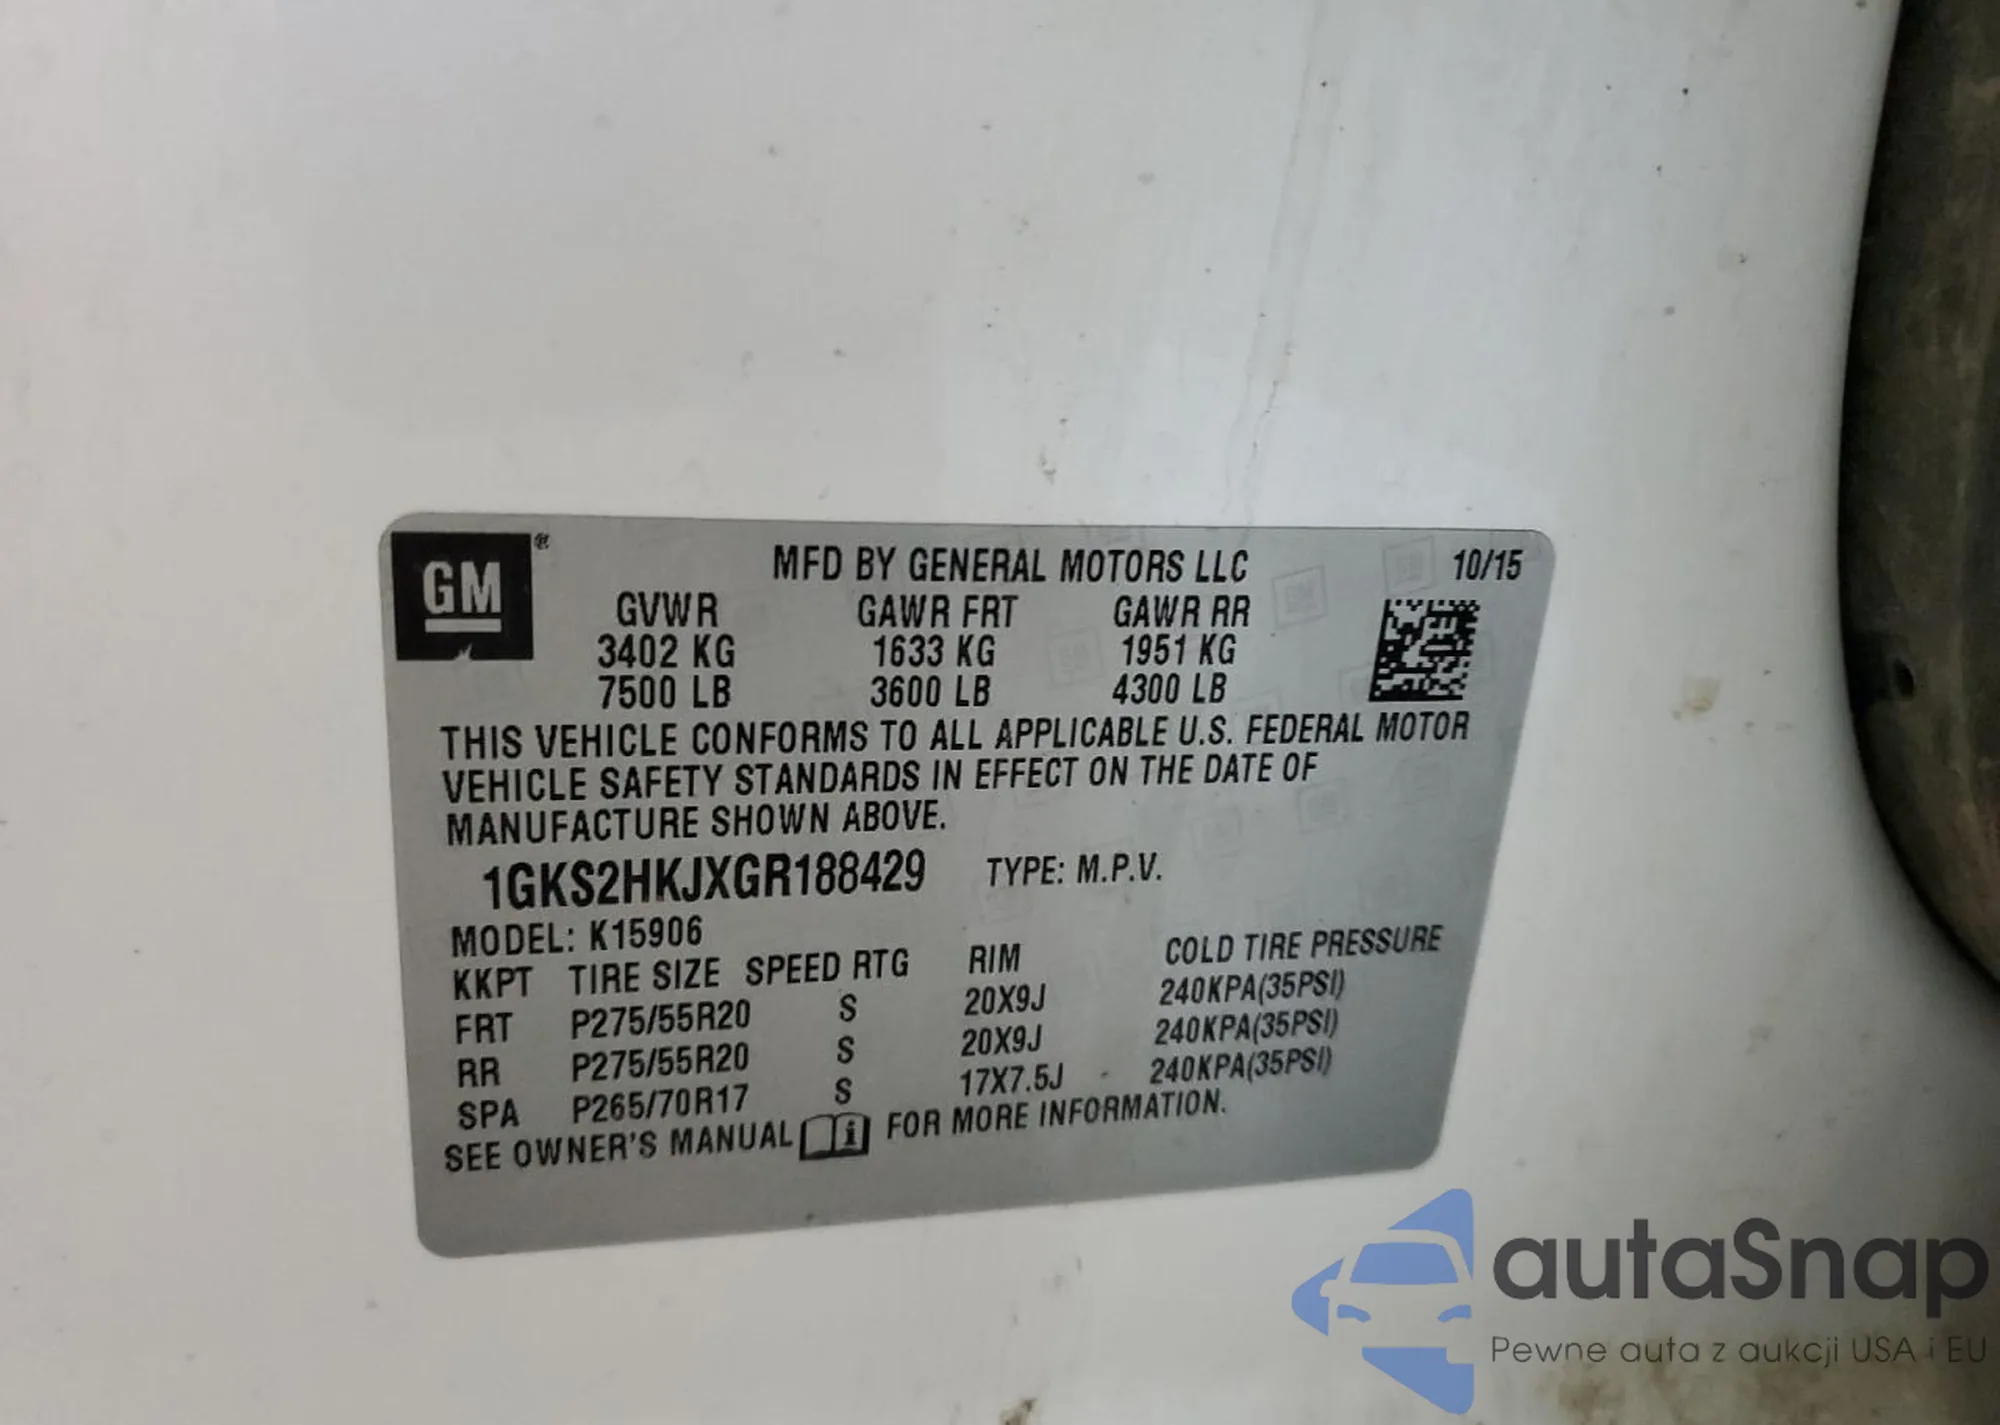 GM®
MFD BY GENERAL MOTORS LLC 10/15
GVWR GAWR FRT GAWR RR
3402 KG 1633 KG 1951 KG
7500 LB 3600 LB 4300 LB
THIS VEHICLE CONFORMS TO ALL APPLICABLE U.S. FEDERAL MOTOR
VEHICLE SAFETY STANDARDS IN EFFECT ON THE DATE OF
MANUFACTURE SHOWN ABOVE.
1GKS2HKJXGR188429 TYPE: M.P.V.
MODEL: K15906
KKPT TIRE SIZE SPEED RTG RIM COLD TIRE PRESSURE
FRT P275/55R20 S 20X9J 240KPA(35PSI)
RR P275/55R20 S 20X9J 240KPA(35PSI)
SPA P265/70R17 S 17X7.5J 240KPA(35PSI)
SEE OWNER'S MANUAL FOR MORE INFORMATION.
autaSnap
Pewne auta z aukcji USA i EU